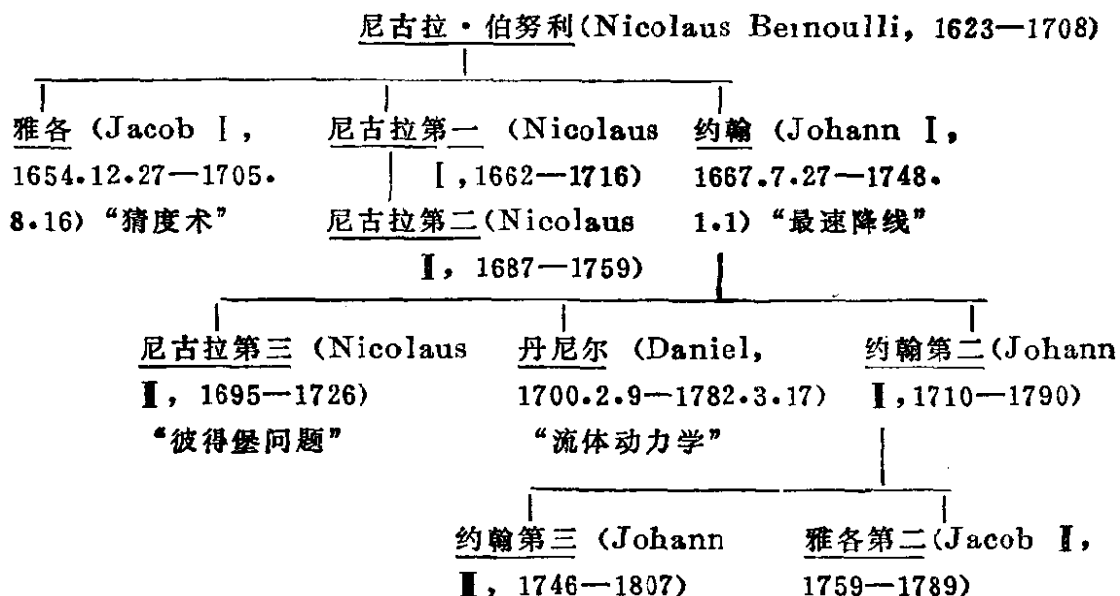 尼古拉·伯努利(Nicolaus Bernoulli, 1623—1708)
雅各 (Jacob I,
1654.12.27—1705.
8.16) “猜度术”
尼古拉第一 (Nicolaus
I,1662—1716)
尼古拉第二(Nicolaus
II, 1687—1759)
约翰 (Johann I,
1667.7.27—1748.
1.1) “最速降线”
尼古拉第三 (Nicolaus
, 1695—1726)
“彼得堡问题”
丹尼尔 (Daniel,
1700.2.9—1782.3.17)
“流体动力学”
约翰第二(Johann
II,1710—1790)
约翰第三 (Johann
, 1746—1807)
雅各第二(Jacob II,
1759—1789)